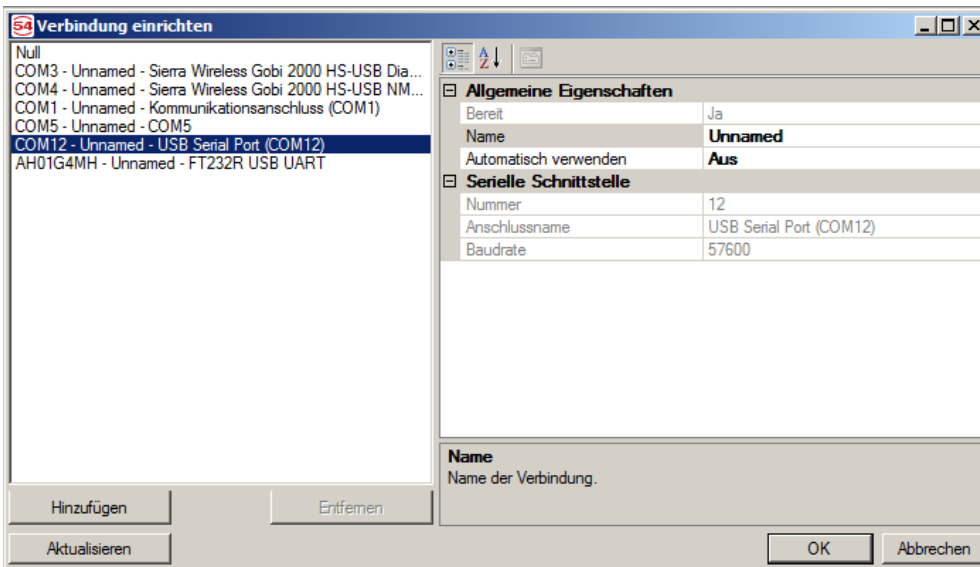 54 Verbindung einrichten
Null
COM3 - Unnamed - Sierra Wireless Gobi 2000 HS-USB Dia...
COM4 - Unnamed - Sierra Wireless Gobi 2000 HS-USB NM...
COM1 - Unnamed - Kommunikationsanschluss (COM1)
COM5 - Unnamed - COM5
COM12 - Unnamed - USB Serial Port (COM12)
AH01G4MH - Unnamed - FT232R USB UART
Hinzufügen
Entfernen
Aktualisieren
Allgemeine Eigenschaften
Bereit Ja
Name Unnamed
Automatisch verwenden Aus
Serielle Schnittstelle
Nummer 12
Anschlussname USB Serial Port (COM12)
Baudrate 57600
Name
Name der Verbindung.
OK
Abbrechen